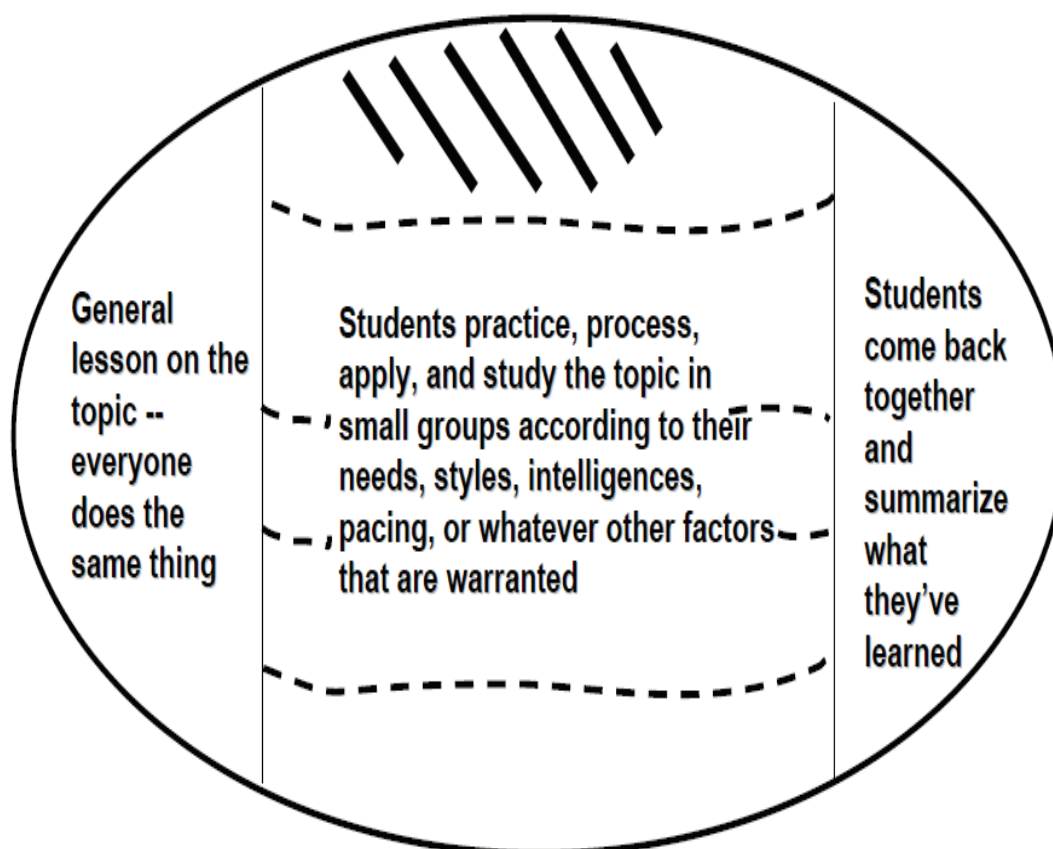 General
lesson on the
topic --
everyone
does the
same thing
Students practice, process,
apply, and study the topic in
small groups according to their
needs, styles, intelligences,
pacing, or whatever other factors
that are warranted
Students
come back
together
and
summarize
what
they’ve
learned